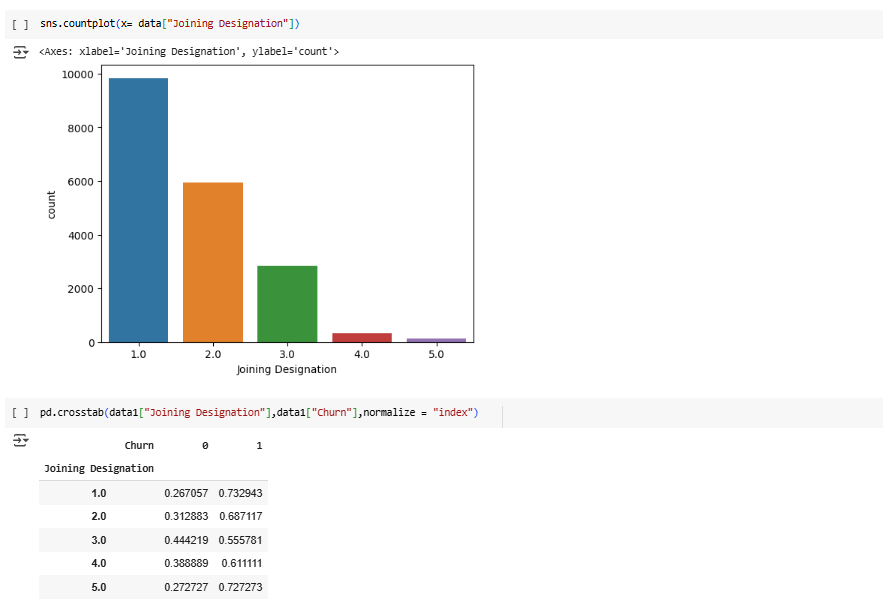 [ ] sns.countplot(x= data["Joining Designation"])
<Axes: xlabel='Joining Designation', ylabel='count'>
10000
8000
6000
4000
2000
0
count
1.0 2.0 3.0 4.0 5.0
Joining Designation
[ ] pd.crosstab(data1["Joining Designation"],data1["Churn"],normalize = "index")
Churn 0 1
Joining Designation
1.0 0.267057 0.732943
2.0 0.312883 0.687117
3.0 0.444219 0.555781
4.0 0.388889 0.611111
5.0 0.272727 0.727273